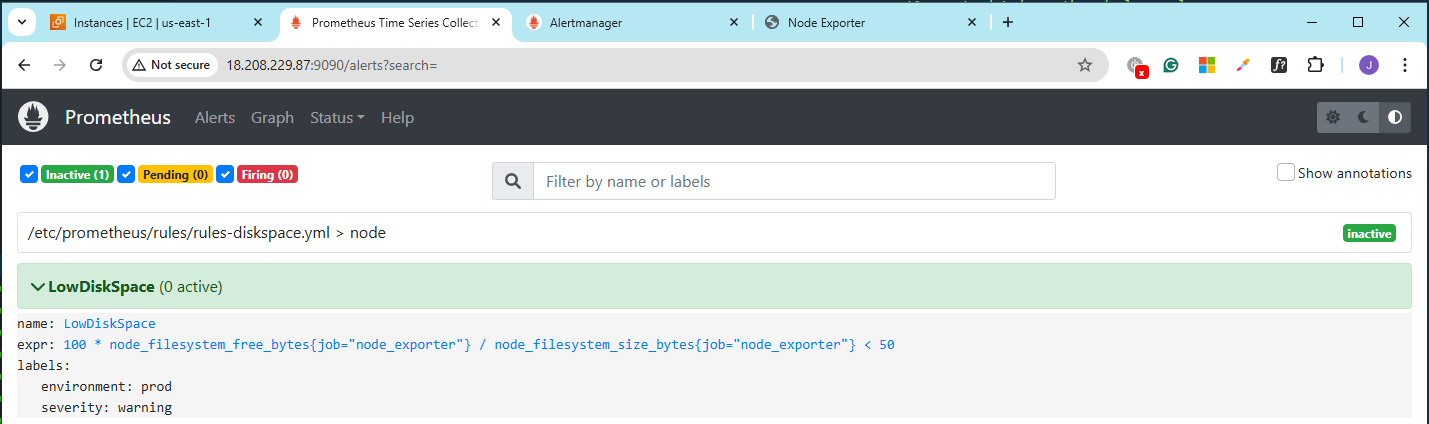 Instances | EC2 | us-east-1
Prometheus Time Series Collect
Alertmanager
Node Exporter
Not secure
18.208.229.87:9090/alerts?search=
x
f?
J
Prometheus
Alerts
Graph
Status
Help
Inactive (1)
Pending (0)
Firing (0)
Filter by name or labels
Show annotations
/etc/prometheus/rules/rules-diskspace.yml > node
inactive
LowDiskSpace (0 active)
name: LowDiskSpace
expr: 100 * node_filesystem_free_bytes{job="node_exporter"} / node_filesystem_size_bytes{job="node_exporter"} < 50
labels:
environment: prod
severity: warning